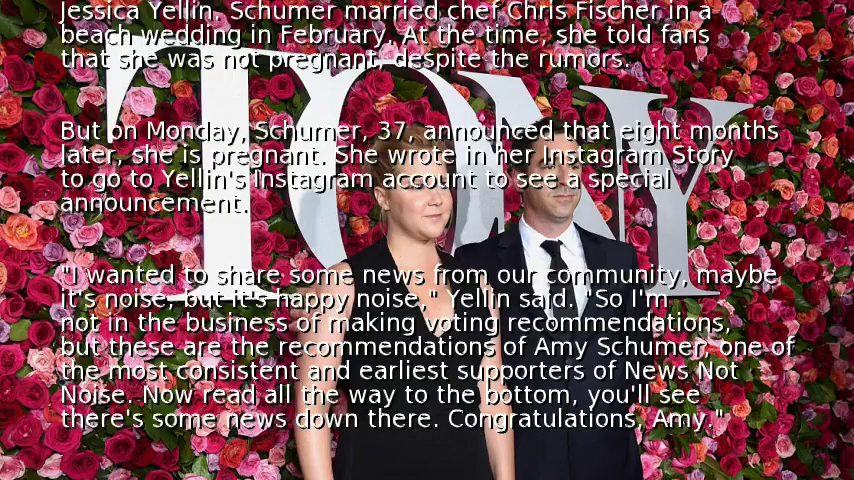 Jessica Yellin. Schumer married chef Chris Fischer in a
beach wedding in February. At the time, she told fans
that she was not pregnant, despite the rumors.
But on Monday, Schumer, 37, announced that eight months
later, she is pregnant. She wrote in her Instagram Story
to go to Yellin's Instagram account to see a special
announcement.
"I wanted to share some news from our community, maybe
it's noise, but it's happy noise," Yellin said. "So I'm
not in the business of making voting recommendations,
but these are the recommendations of Amy Schumer, one of
the most consistent and earliest supporters of News Not
Noise. Now read all the way to the bottom, you'll see
there's some news down there. Congratulations, Amy."
TONY